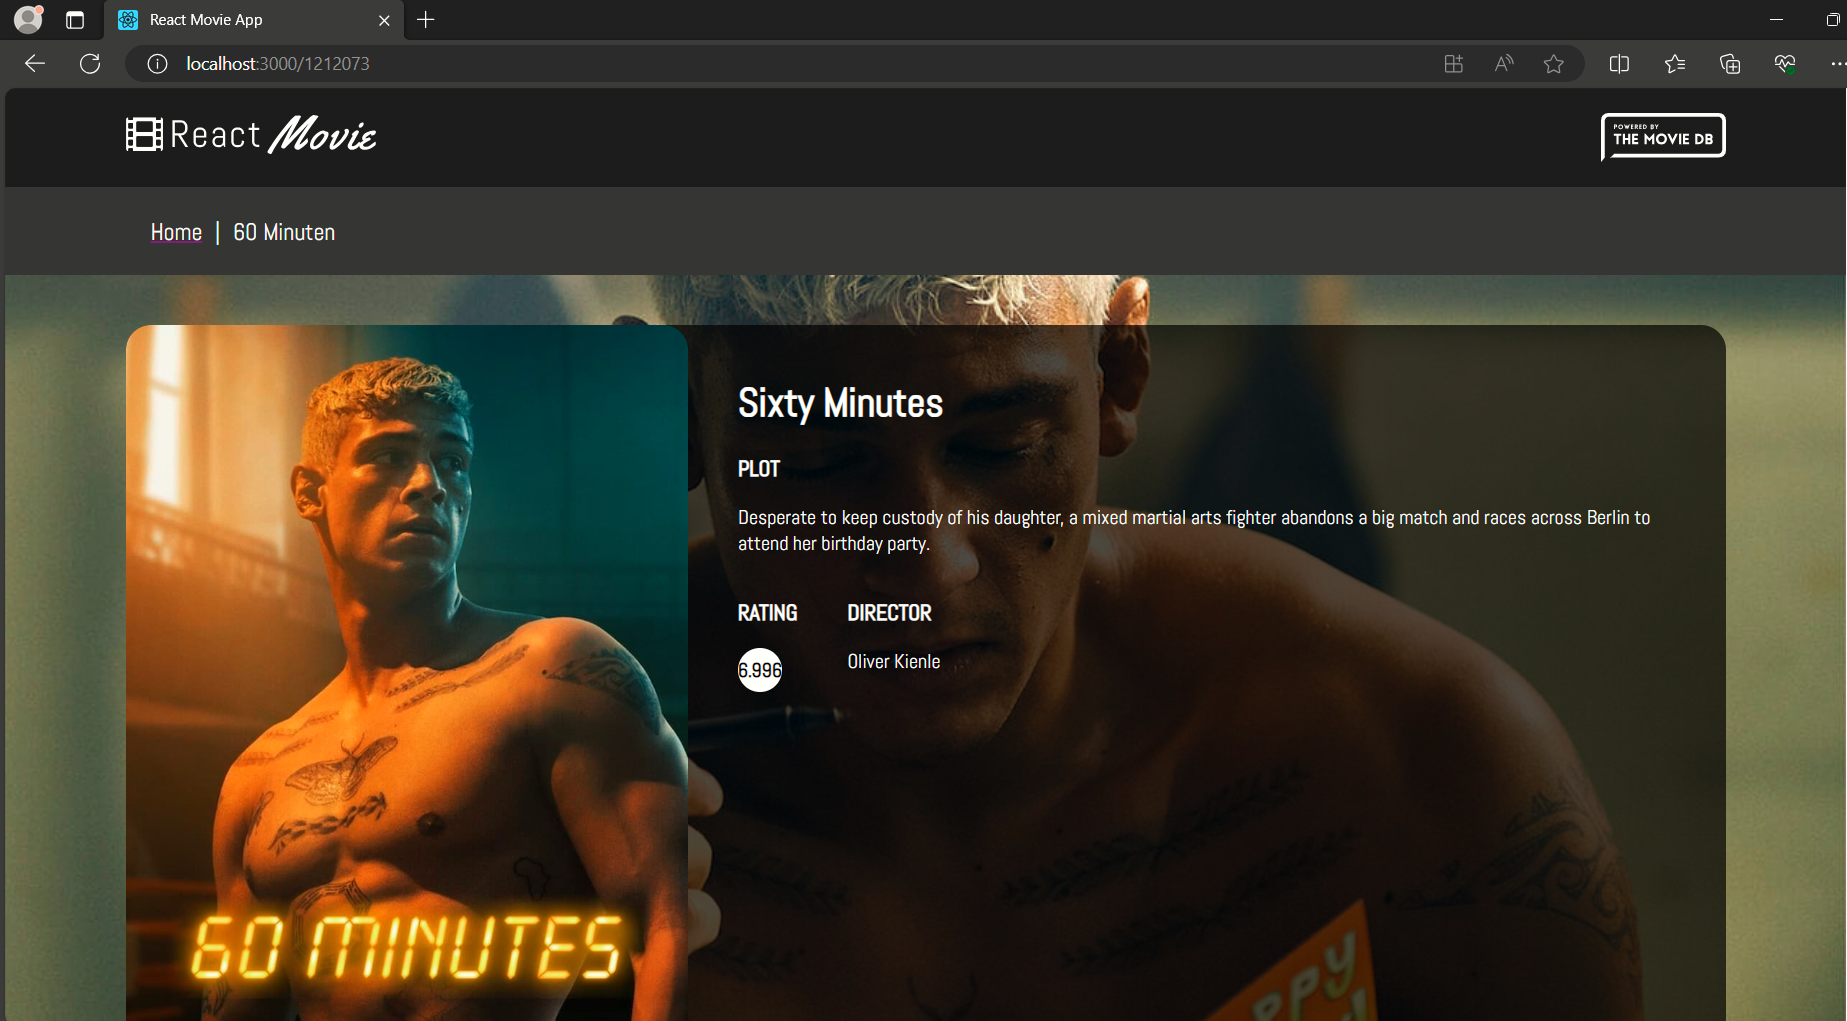 React Movie App
localhost:3000/1212073
React Movie
POWERED BY
THE MOVIE DB
Home | 60 Minuten
Sixty Minutes
PLOT
Desperate to keep custody of his daughter, a mixed martial arts fighter abandons a big match and races across Berlin to
attend her birthday party.
RATING DIRECTOR
6.996 Oliver Kienle
60 MINUTES